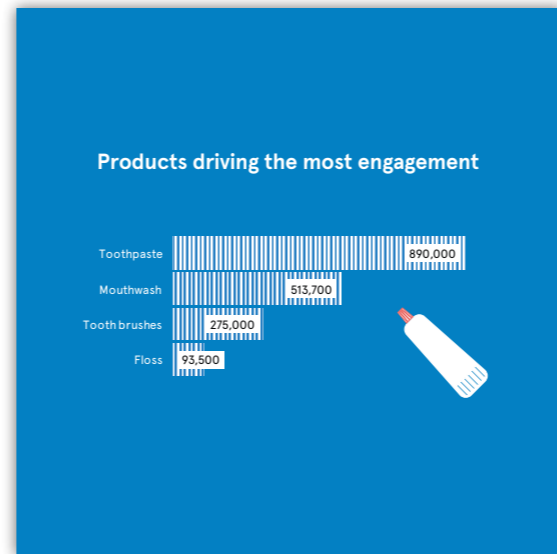 Products driving the most engagement
Toothpaste 890,000
Mouthwash 513,700
Tooth brushes 275,000
Floss 93,500